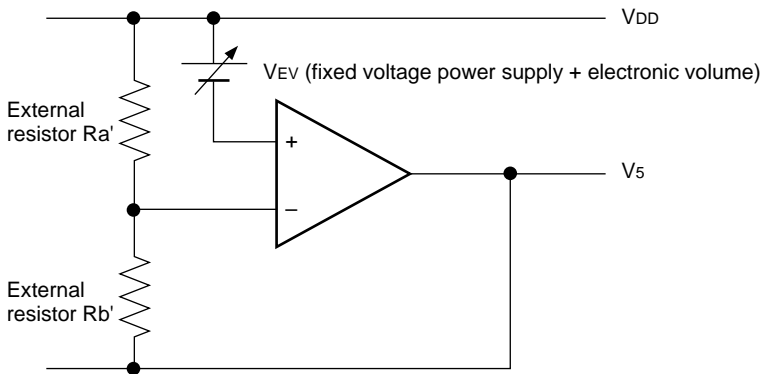 VDD
VEV (fixed voltage power supply + electronic volume)
External
resistor Ra'
+
V5
–
External
resistor Rb'